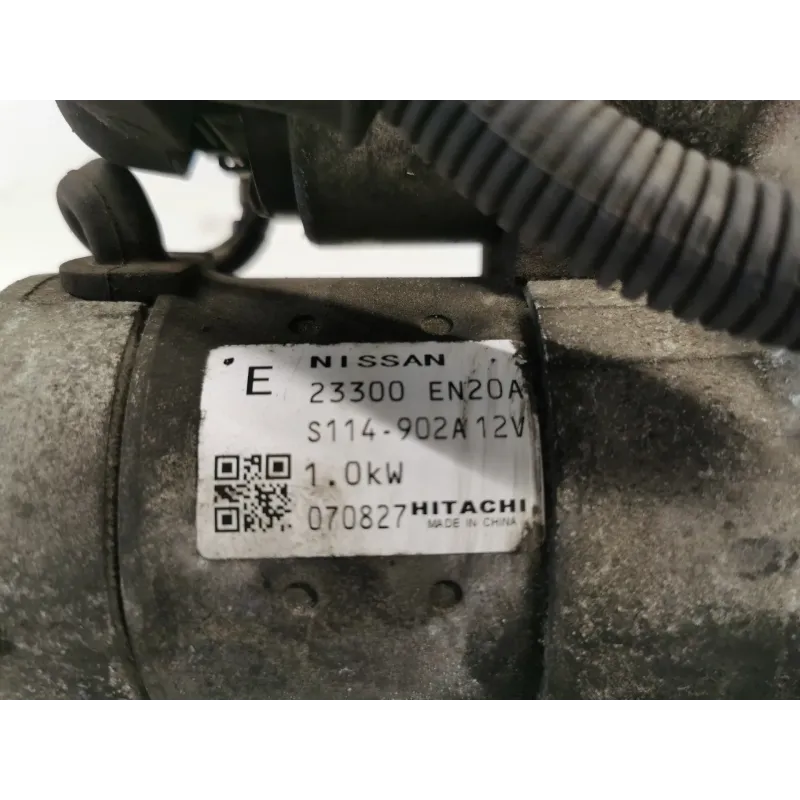 NISSAN
E 23300 EN20A
S114-902A 12V
1.0kW
070827 HITACHI
MADE IN CHINA